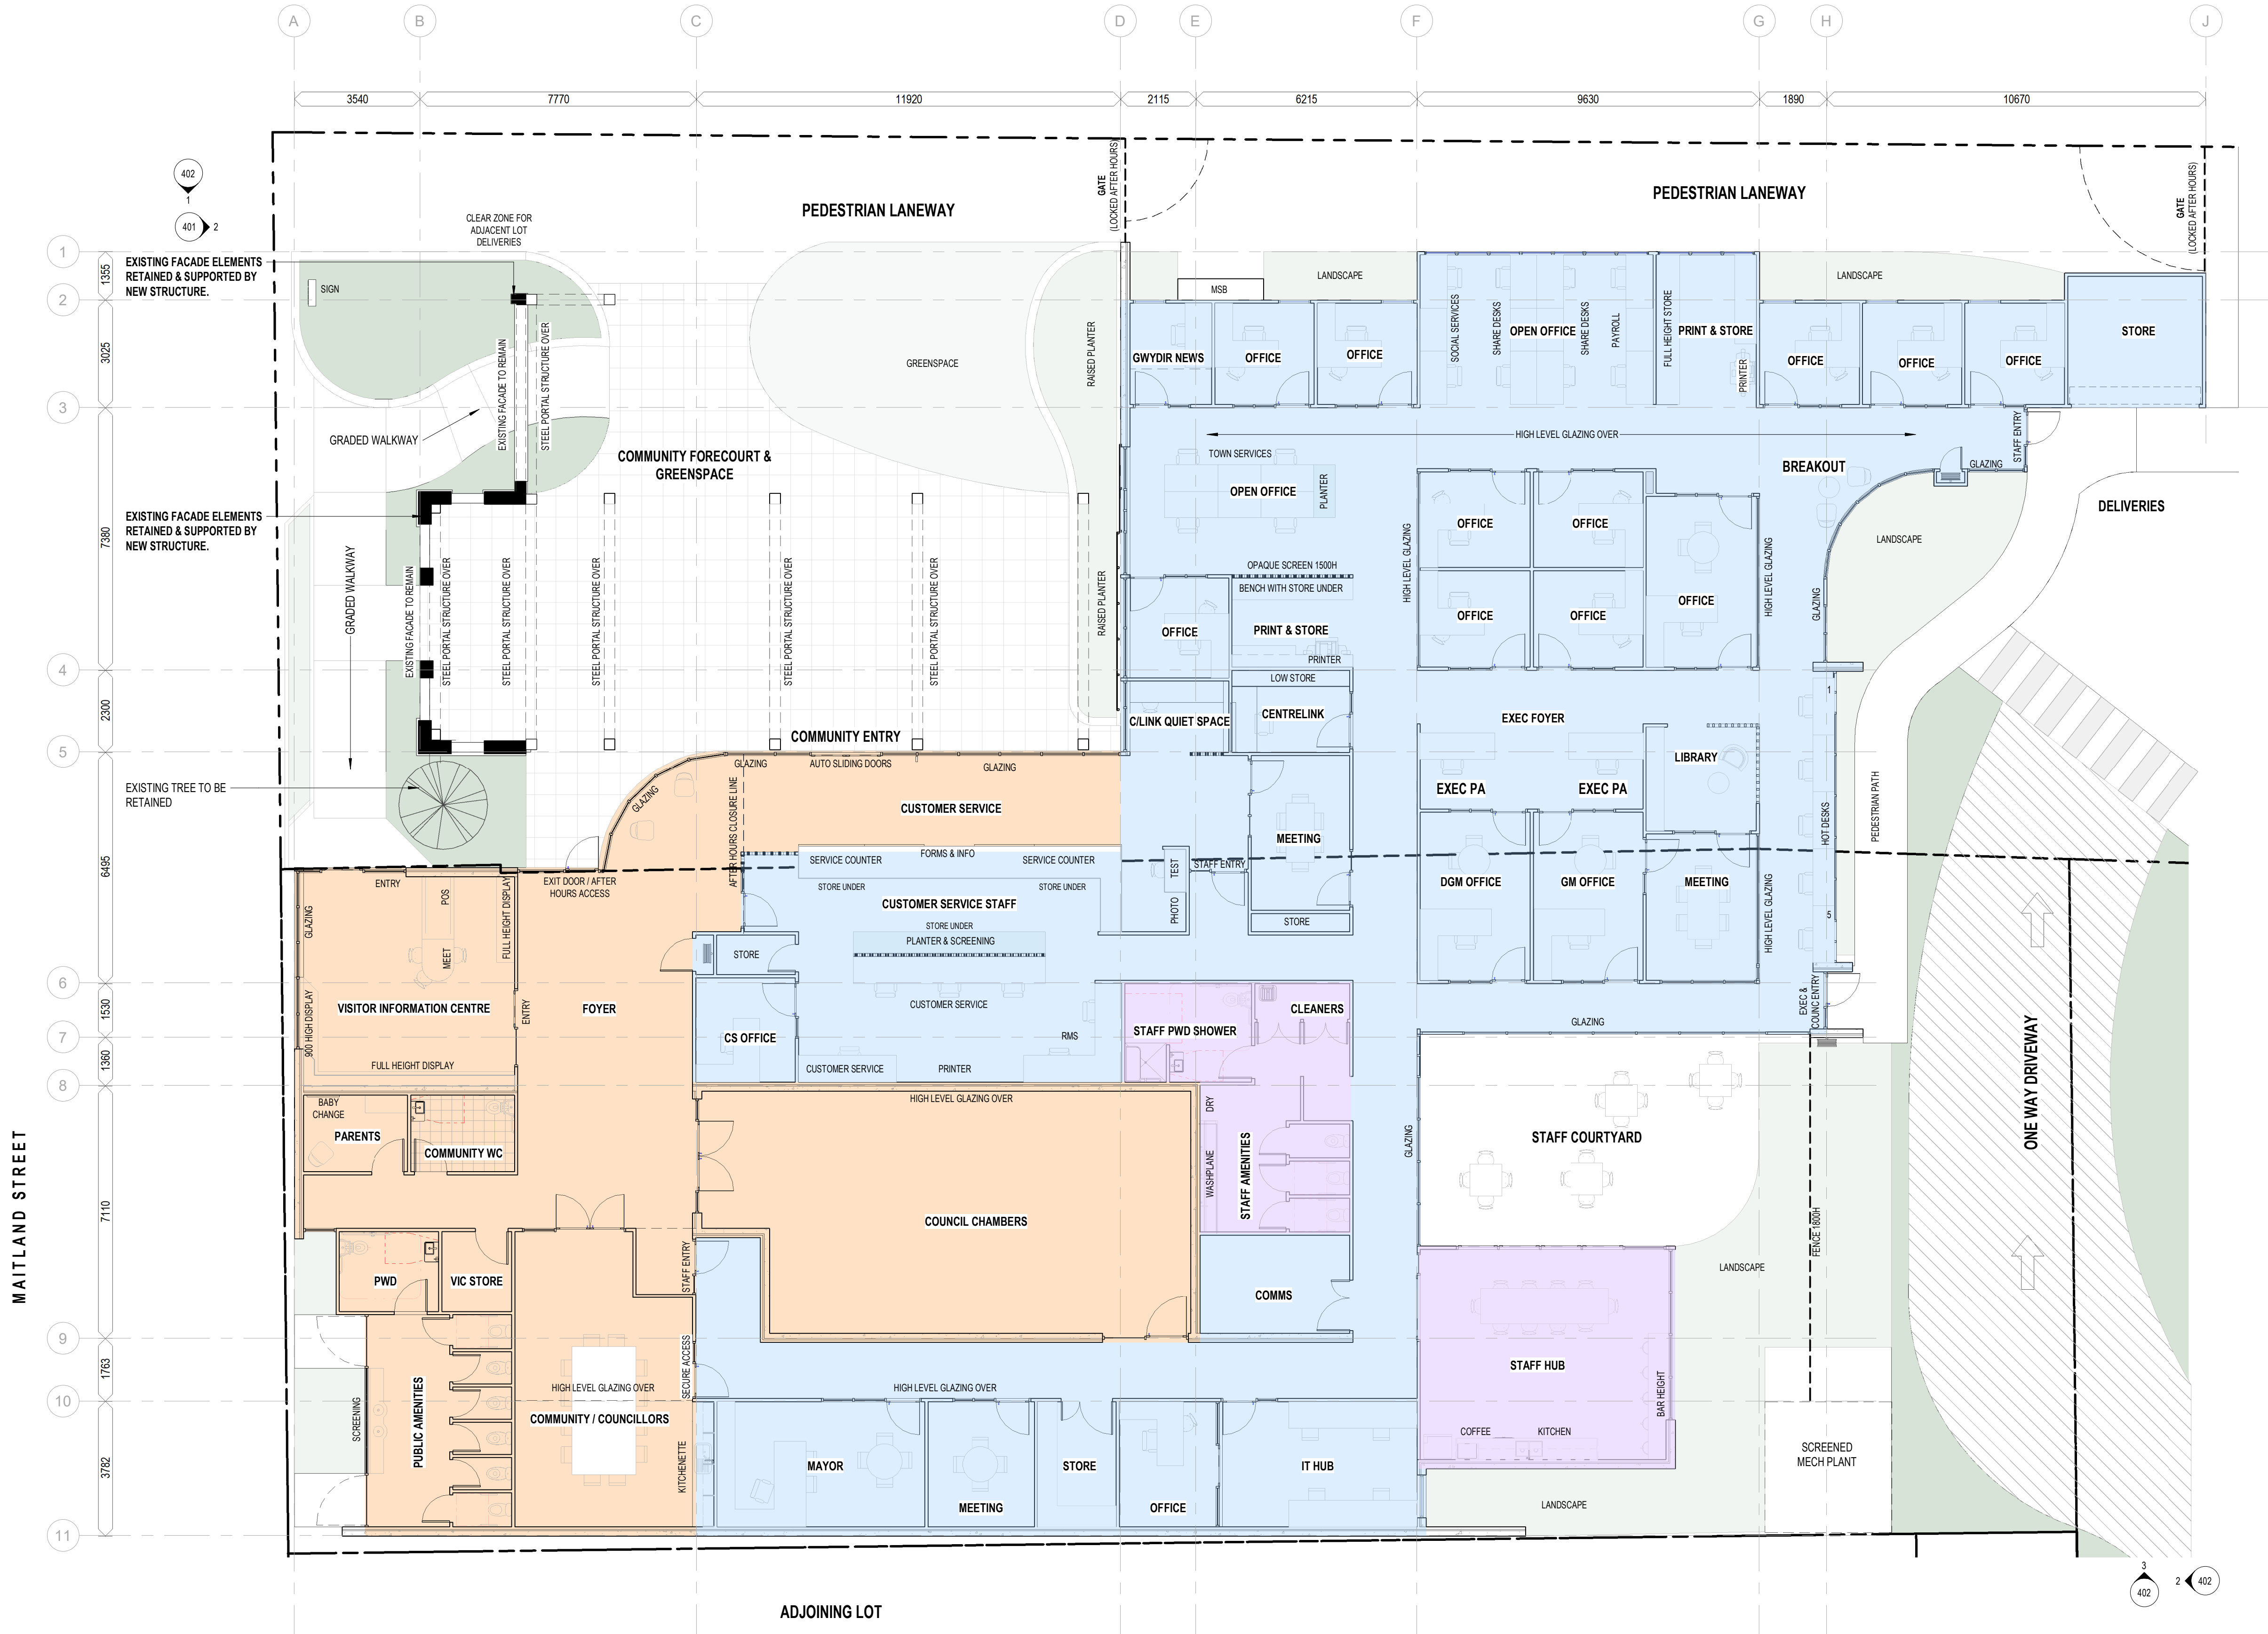 A B C D E F G H J
3540 7770 11920 2115 6215 9630 1890 10670
402
1
401 2
CLEAR ZONE FOR
ADJACENT LOT
DELIVERIES
PEDESTRIAN LANEWAY
GATE
(LOCKED AFTER HOURS)
PEDESTRIAN LANEWAY
GATE
(LOCKED AFTER HOURS)
1
1355
2
3025
3
7380
4
2300
5
6495
6
1530
7
1360
8
7110
9
1763
10
3782
11
EXISTING FACADE ELEMENTS
RETAINED & SUPPORTED BY
NEW STRUCTURE.
SIGN
EXISTING FACADE TO REMAIN
STEEL PORTAL STRUCTURE OVER
GRADED WALKWAY
COMMUNITY FORECOURT &
GREENSPACE
GREENSPACE
RAISED PLANTER
EXISTING FACADE ELEMENTS
RETAINED & SUPPORTED BY
NEW STRUCTURE.
GRADED WALKWAY
EXISTING FACADE TO REMAIN
STEEL PORTAL STRUCTURE OVER
STEEL PORTAL STRUCTURE OVER
STEEL PORTAL STRUCTURE OVER
STEEL PORTAL STRUCTURE OVER
STEEL PORTAL STRUCTURE OVER
RAISED PLANTER
EXISTING TREE TO BE
RETAINED
COMMUNITY ENTRY
MSB
LANDSCAPE
GWYDIR NEWS
OFFICE
OFFICE
SOCIAL SERVICES
SHARE DESKS
OPEN OFFICE
SHARE DESKS
PAYROLL
FULL HEIGHT STORE
PRINT & STORE
PRINTER
LANDSCAPE
OFFICE
OFFICE
OFFICE
STORE
HIGH LEVEL GLAZING OVER
TOWN SERVICES
OPEN OFFICE
PLANTER
BREAKOUT
STAFF ENTRY
GLAZING
DELIVERIES
LANDSCAPE
OPAQUE SCREEN 1500H
BENCH WITH STORE UNDER
PRINT & STORE
PRINTER
OFFICE
HIGH LEVEL GLAZING
OFFICE
OFFICE
OFFICE
OFFICE
OFFICE
HIGH LEVEL GLAZING
GLAZING
LOW STORE
C/LINK QUIET SPACE
CENTRELINK
EXEC FOYER
LIBRARY
EXEC PA
EXEC PA
1
HOT DESKS
5
PEDESTRIAN PATH
GLAZING
AUTO SLIDING DOORS
GLAZING
GLAZING
AFTER HOURS CLOSURE LINE
CUSTOMER SERVICE
MEETING
SERVICE COUNTER
FORMS & INFO
SERVICE COUNTER
STORE UNDER
STORE UNDER
CUSTOMER SERVICE STAFF
STORE UNDER
PLANTER & SCREENING
TEST
PHOTO
STAFF ENTRY
STORE
DGM OFFICE
GM OFFICE
MEETING
HIGH LEVEL GLAZING
ENTRY
EXIT DOOR / AFTER
HOURS ACCESS
GLAZING
POS
MEET
FULL HEIGHT DISPLAY
STORE
VISITOR INFORMATION CENTRE
900 HIGH DISPLAY
FULL HEIGHT DISPLAY
ENTRY
FOYER
CS OFFICE
CUSTOMER SERVICE
RMS
CUSTOMER SERVICE
PRINTER
STAFF PWD SHOWER
CLEANERS
GLAZING
EXEC &
COUNC ENTRY
BABY
CHANGE
PARENTS
COMMUNITY WC
HIGH LEVEL GLAZING OVER
COUNCIL CHAMBERS
DRY
WASHPLANE
STAFF AMENITIES
GLAZING
STAFF COURTYARD
FENCE 1800H
LANDSCAPE
ONE WAY DRIVEWAY
MAITLAND STREET
PWD
VIC STORE
STAFF ENTRY
SECURE ACCESS
COMMS
STAFF HUB
BAR HEIGHT
COFFEE
KITCHEN
SCREENING
PUBLIC AMENITIES
HIGH LEVEL GLAZING OVER
COMMUNITY / COUNCILLORS
KITCHENETTE
HIGH LEVEL GLAZING OVER
MAYOR
MEETING
STORE
OFFICE
IT HUB
LANDSCAPE
SCREENED
MECH PLANT
3
402
2 402
ADJOINING LOT